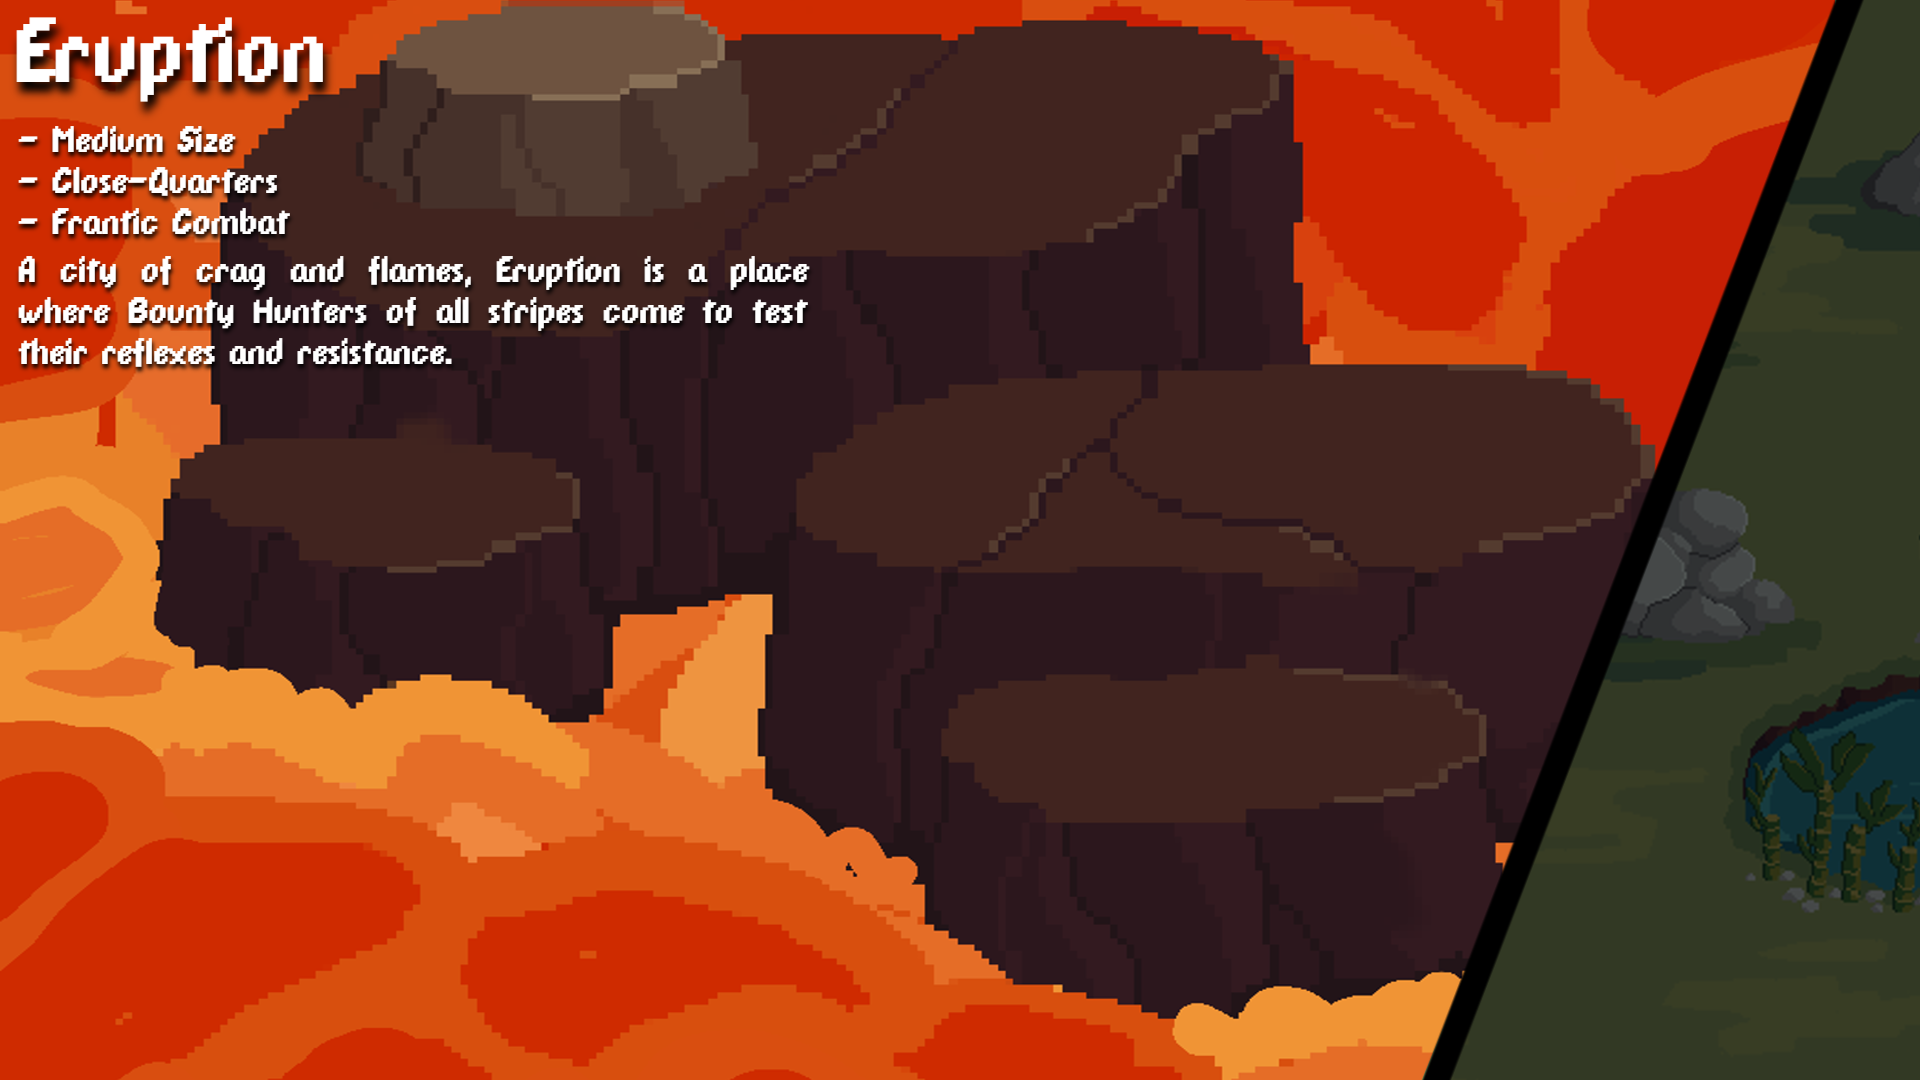 Eruption
- Medium Size
- Close-Quarters
- Frantic Combat
A city of crag and flames, Eruption is a place
where Bounty Hunters of all stripes come to test
their reflexes and resistance.